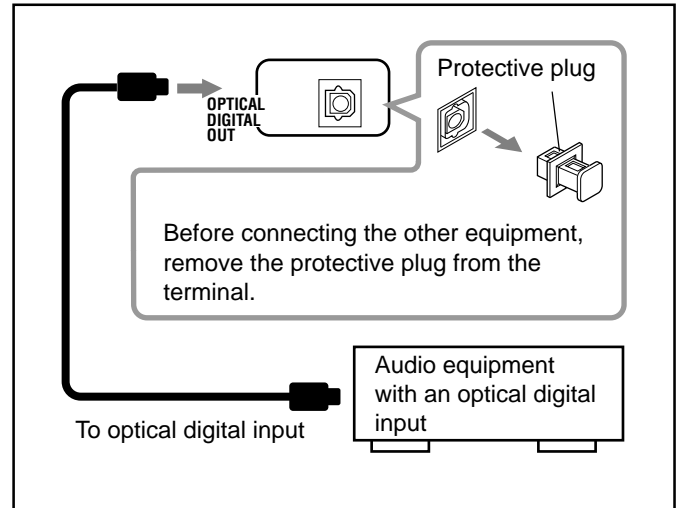 Protective plug
OPTICAL
DIGITAL
OUT
Before connecting the other equipment,
remove the protective plug from the
terminal.
Audio equipment
with an optical digital
input
To optical digital input